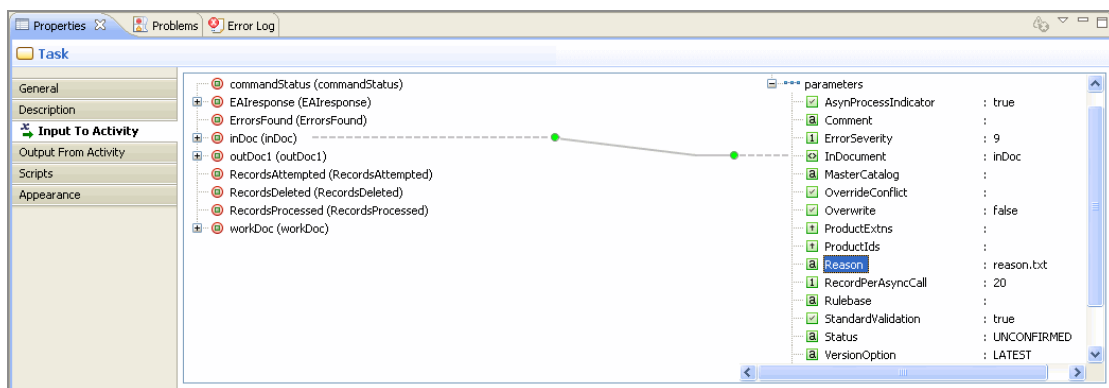 Properties Problems Error Log
Task
General
Description
Input To Activity
Output From Activity
Scripts
Appearance
commandStatus (commandStatus)
EAIresponse (EAIresponse)
ErrorsFound (ErrorsFound)
inDoc (inDoc)
outDoc1 (outDoc1)
RecordsAttempted (RecordsAttempted)
RecordsDeleted (RecordsDeleted)
RecordsProcessed (RecordsProcessed)
workDoc (workDoc)
parameters
AsynProcessIndicator : true
a Comment :
1 ErrorSeverity : 9
InDocument : inDoc
a MasterCatalog :
OverrideConflict :
Overwrite : false
ProductExtns :
ProductIds :
a Reason : reason.txt
1 RecordPerAsyncCall : 20
a Rulebase :
StandardValidation : true
a Status : UNCONFIRMED
a VersionOption : LATEST